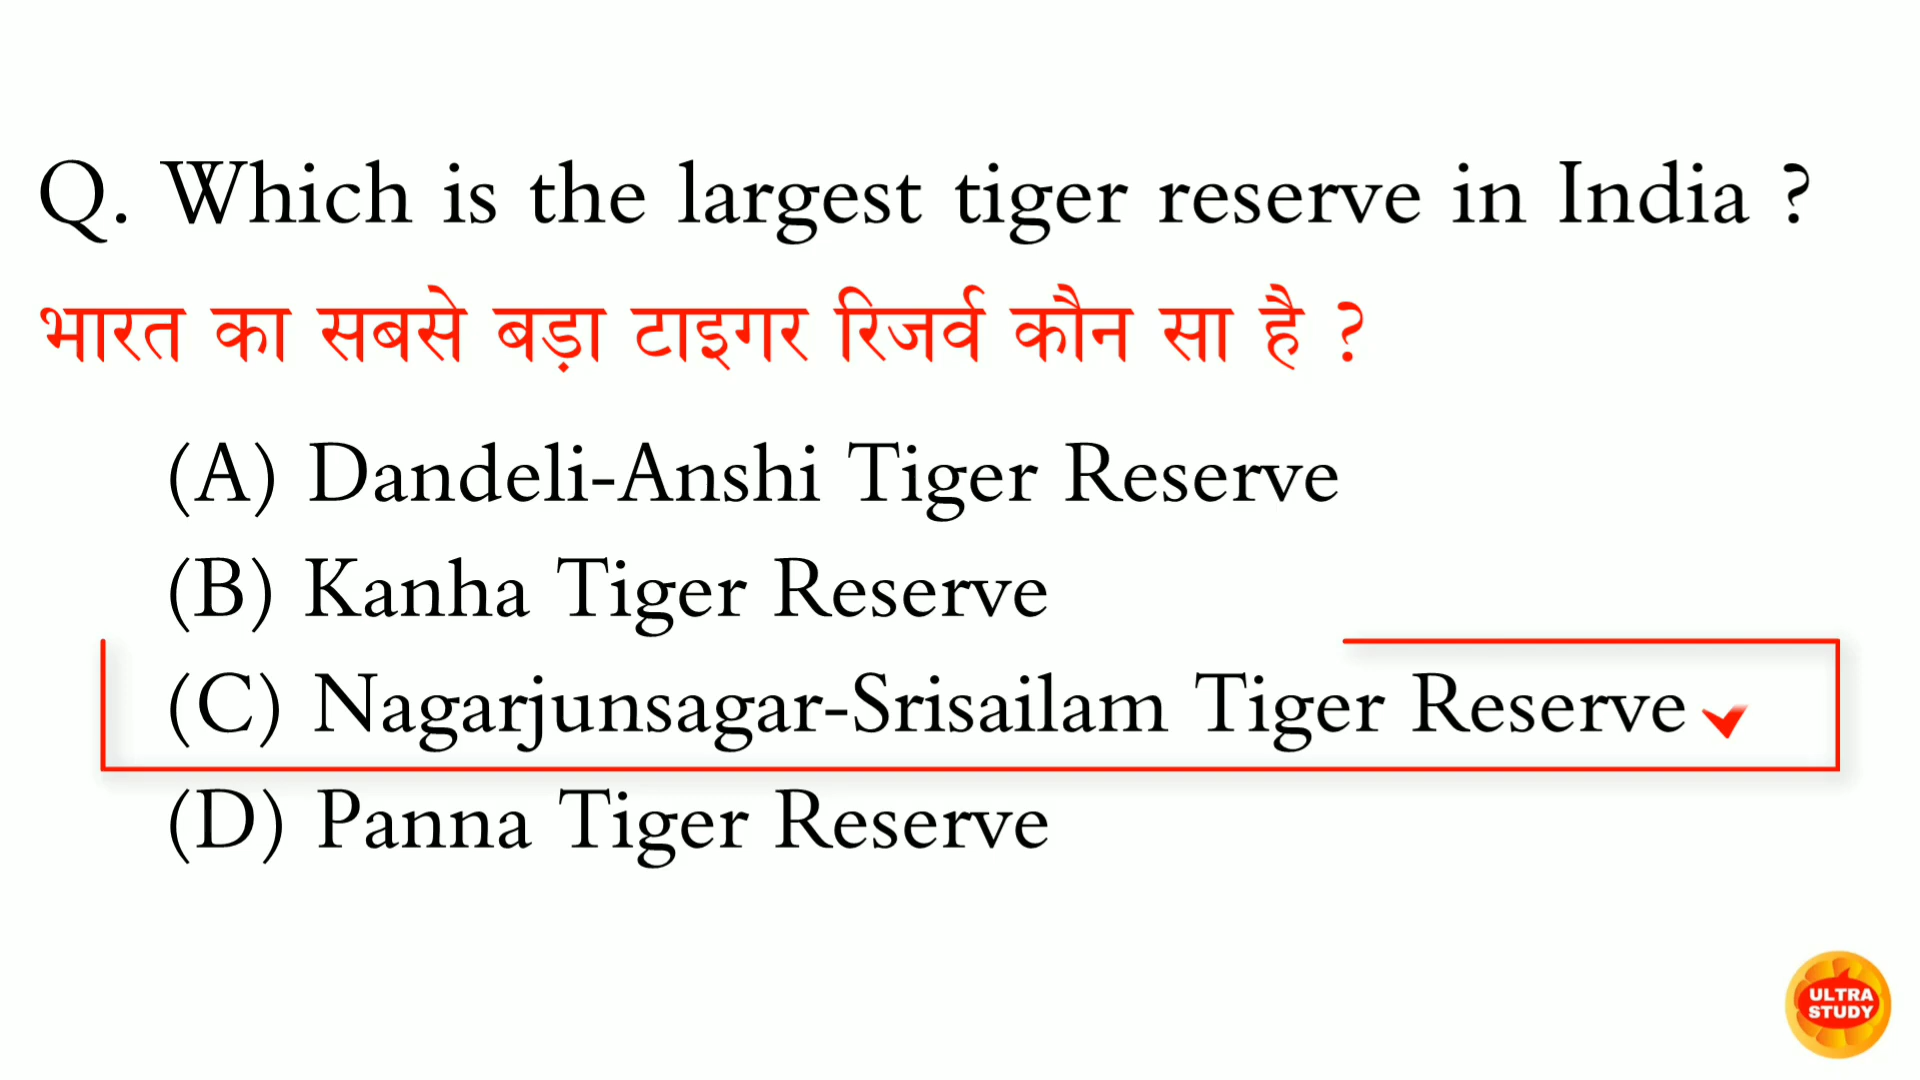 Q. Which is the largest tiger reserve in India ?
भारत का सबसे बड़ा टाइगर रिजर्व कौन सा है ?
(A) Dandeli-Anshi Tiger Reserve
(B) Kanha Tiger Reserve
(C) Nagarjunsagar-Srisailam Tiger Reserve
(D) Panna Tiger Reserve
ULTRA
STUDY